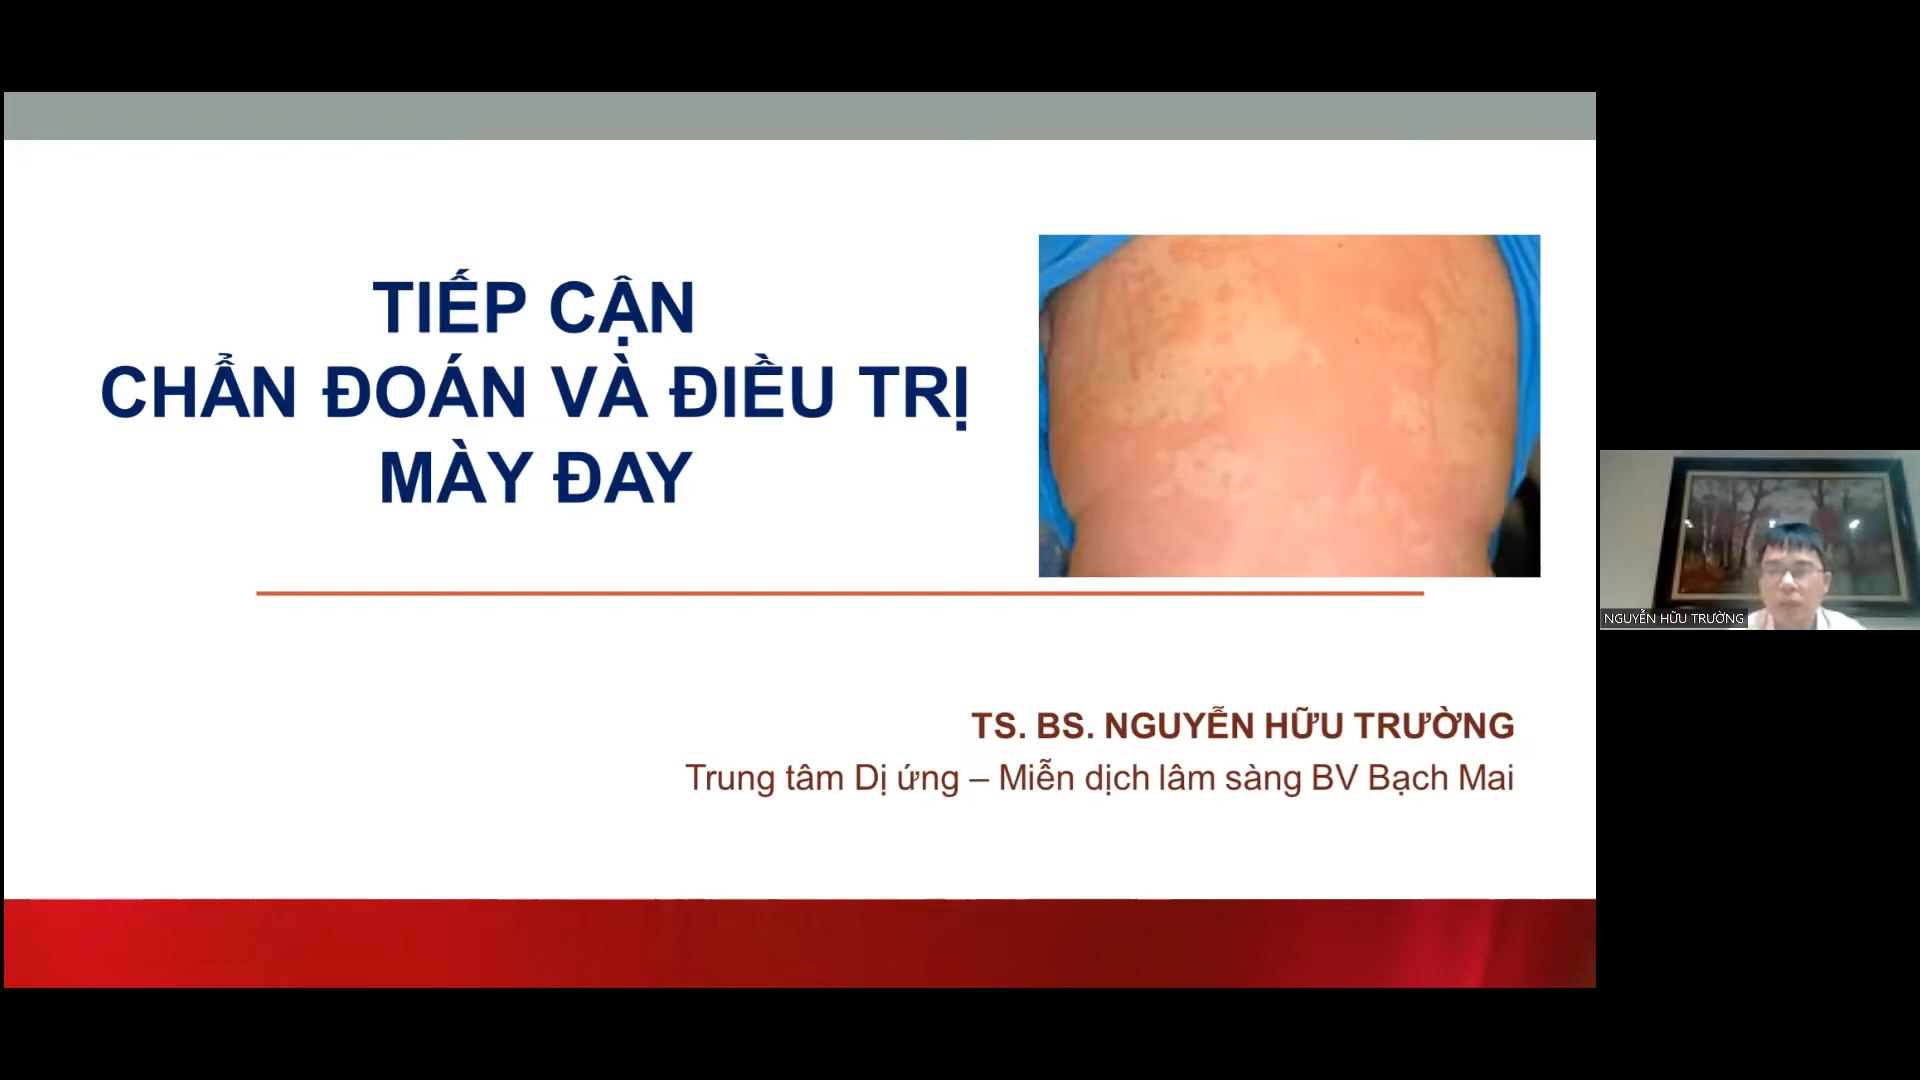 TIẾP CẬN
CHẨN ĐOÁN VÀ ĐIỀU TRỊ
MÀY ĐAY
TS. BS. NGUYỄN HỮU TRƯỜNG
Trung tâm Dị ứng – Miễn dịch lâm sàng BV Bạch Mai
NGUYỄN HỮU TRƯỜNG